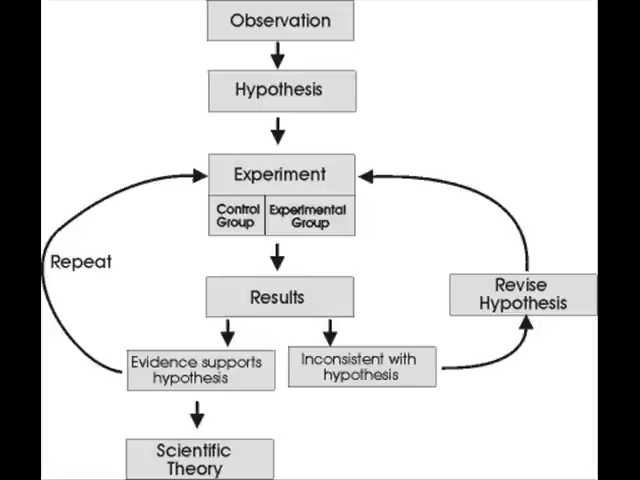 Observation
Hypothesis
Experiment
Control
Group
Experimental
Group
Repeat
Results
Revise
Hypothesis
Evidence supports
hypothesis
Inconsistent with
hypothesis
Scientific
Theory